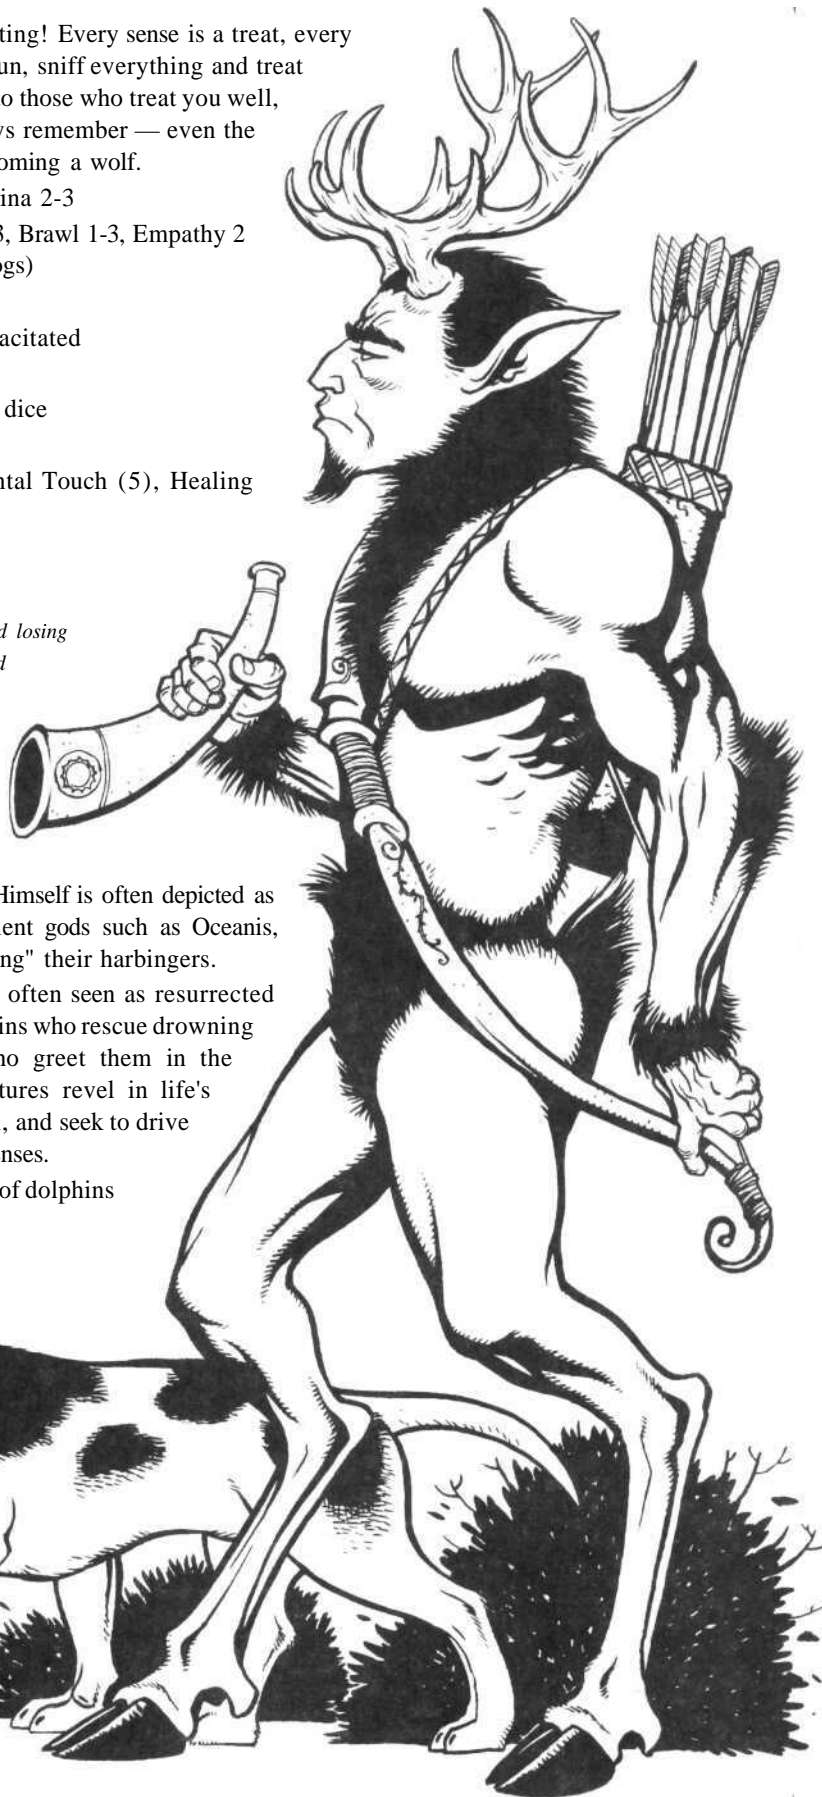 ting! Every sense is a treat, every
un, sniff everything and treat
o those who treat you well,
ys remember — even the
oming a wolf.
ina 2-3
3, Brawl 1-3, Empathy 2
ogs)
acitated
dice
ntal Touch (5), Healing
d losing
d
Himself is often depicted as
ient gods such as Oceanis,
ng" their harbingers.
often seen as resurrected
ins who rescue drowning
no greet them in the
tures revel in life's
, and seek to drive
nses.
of dolphins